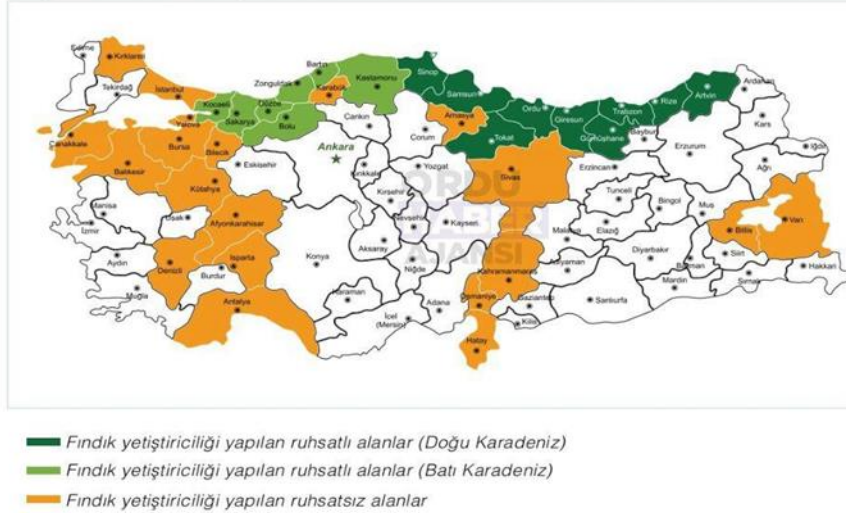 Edirne
Kırklareli
Tekirdağ
İstanbul
Kocaeli
Yalova
Sakarya
Düzce
Bolu
Zonguldak
Bartın
Karabük
Kastamonu
Sinop
Samsun
Ordu
Giresun
Trabzon
Rize
Artvin
Ardahan
Kars
Iğdır
Ağrı
Erzurum
Bayburt
Gümüşhane
Erzincan
Tokat
Amasya
Çorum
Çankırı
Ankara
Kırıkkale
Yozgat
Sivas
Çanakkale
Balıkesir
Bursa
Bilecik
Eskişehir
Kütahya
Manisa
İzmir
Uşak
Afyonkarahisar
Kırşehir
Nevşehir
Kayseri
Aksaray
Niğde
Konya
Aydın
Denizli
Isparta
Burdur
Muğla
Antalya
Karaman
İcel
(Mersin)
Adana
Osmaniye
Hatay
Kahramanmaraş
Gaziantep
Kilis
Adıyaman
Malatya
Elazığ
Tunceli
Bingöl
Muş
Bitlis
Van
Hakkari
Siirt
Şırnak
Batman
Mardin
Diyarbakır
Şanlıurfa
ORDU
HABER
AJANSI
Fındık yetiştiriciliği yapılan ruhsatlı alanlar (Doğu Karadeniz)
Fındık yetiştiriciliği yapılan ruhsatlı alanlar (Batı Karadeniz)
Fındık yetiştiriciliği yapılan ruhsatsız alanlar